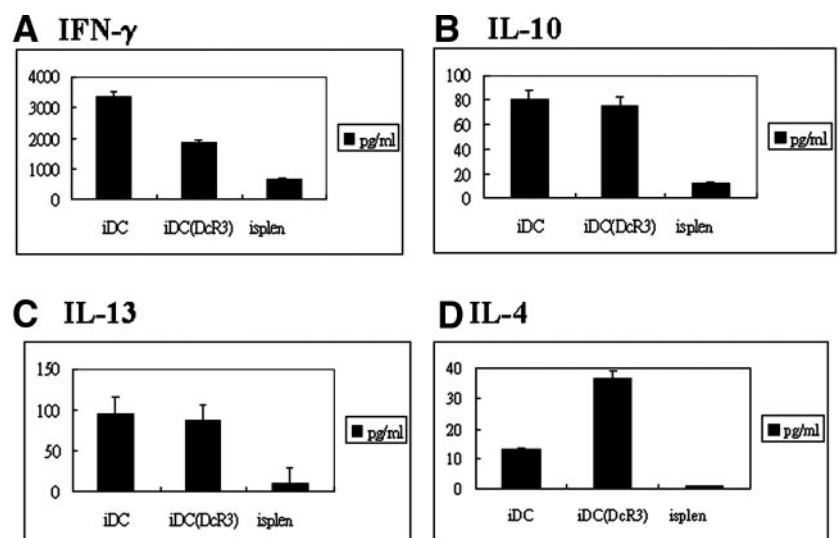 A IFN-γ
4000
3000
2000
1000
0
iDC iDC(DcR3) isplen
pg/ml
B IL-10
100
80
60
40
20
0
iDC iDC(DcR3) isplen
pg/ml
C IL-13
150
100
50
0
iDC iDC(DcR3) isplen
pg/ml
D IL-4
40
30
20
10
0
iDC iDC(DcR3) isplen
pg/ml